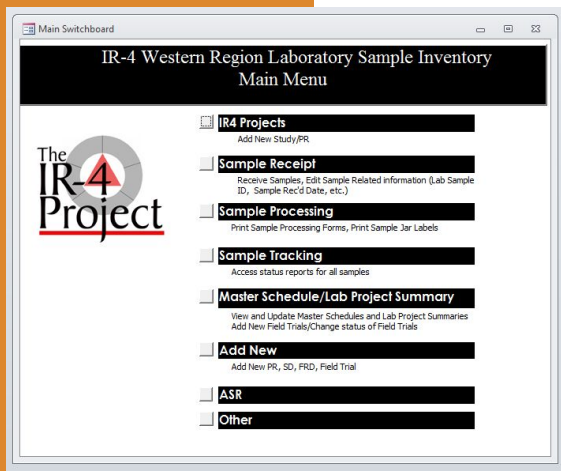 Main Switchboard
IR-4 Western Region Laboratory Sample Inventory
Main Menu
The
IR-4
Project
IR4 Projects
Add New Study/PR
Sample Receipt
Receive Samples, Edit Sample Related information (Lab Sample
ID, Sample Rec'd Date, etc.)
Sample Processing
Print Sample Processing Forms, Print Sample Jar Labels
Sample Tracking
Access status reports for all samples
Master Schedule/Lab Project Summary
View and Update Master Schedules and Lab Project Summaries
Add New Field Trials/Change status of Field Trials
Add New
Add New PR, SD, FRD, Field Trial
ASR
Other